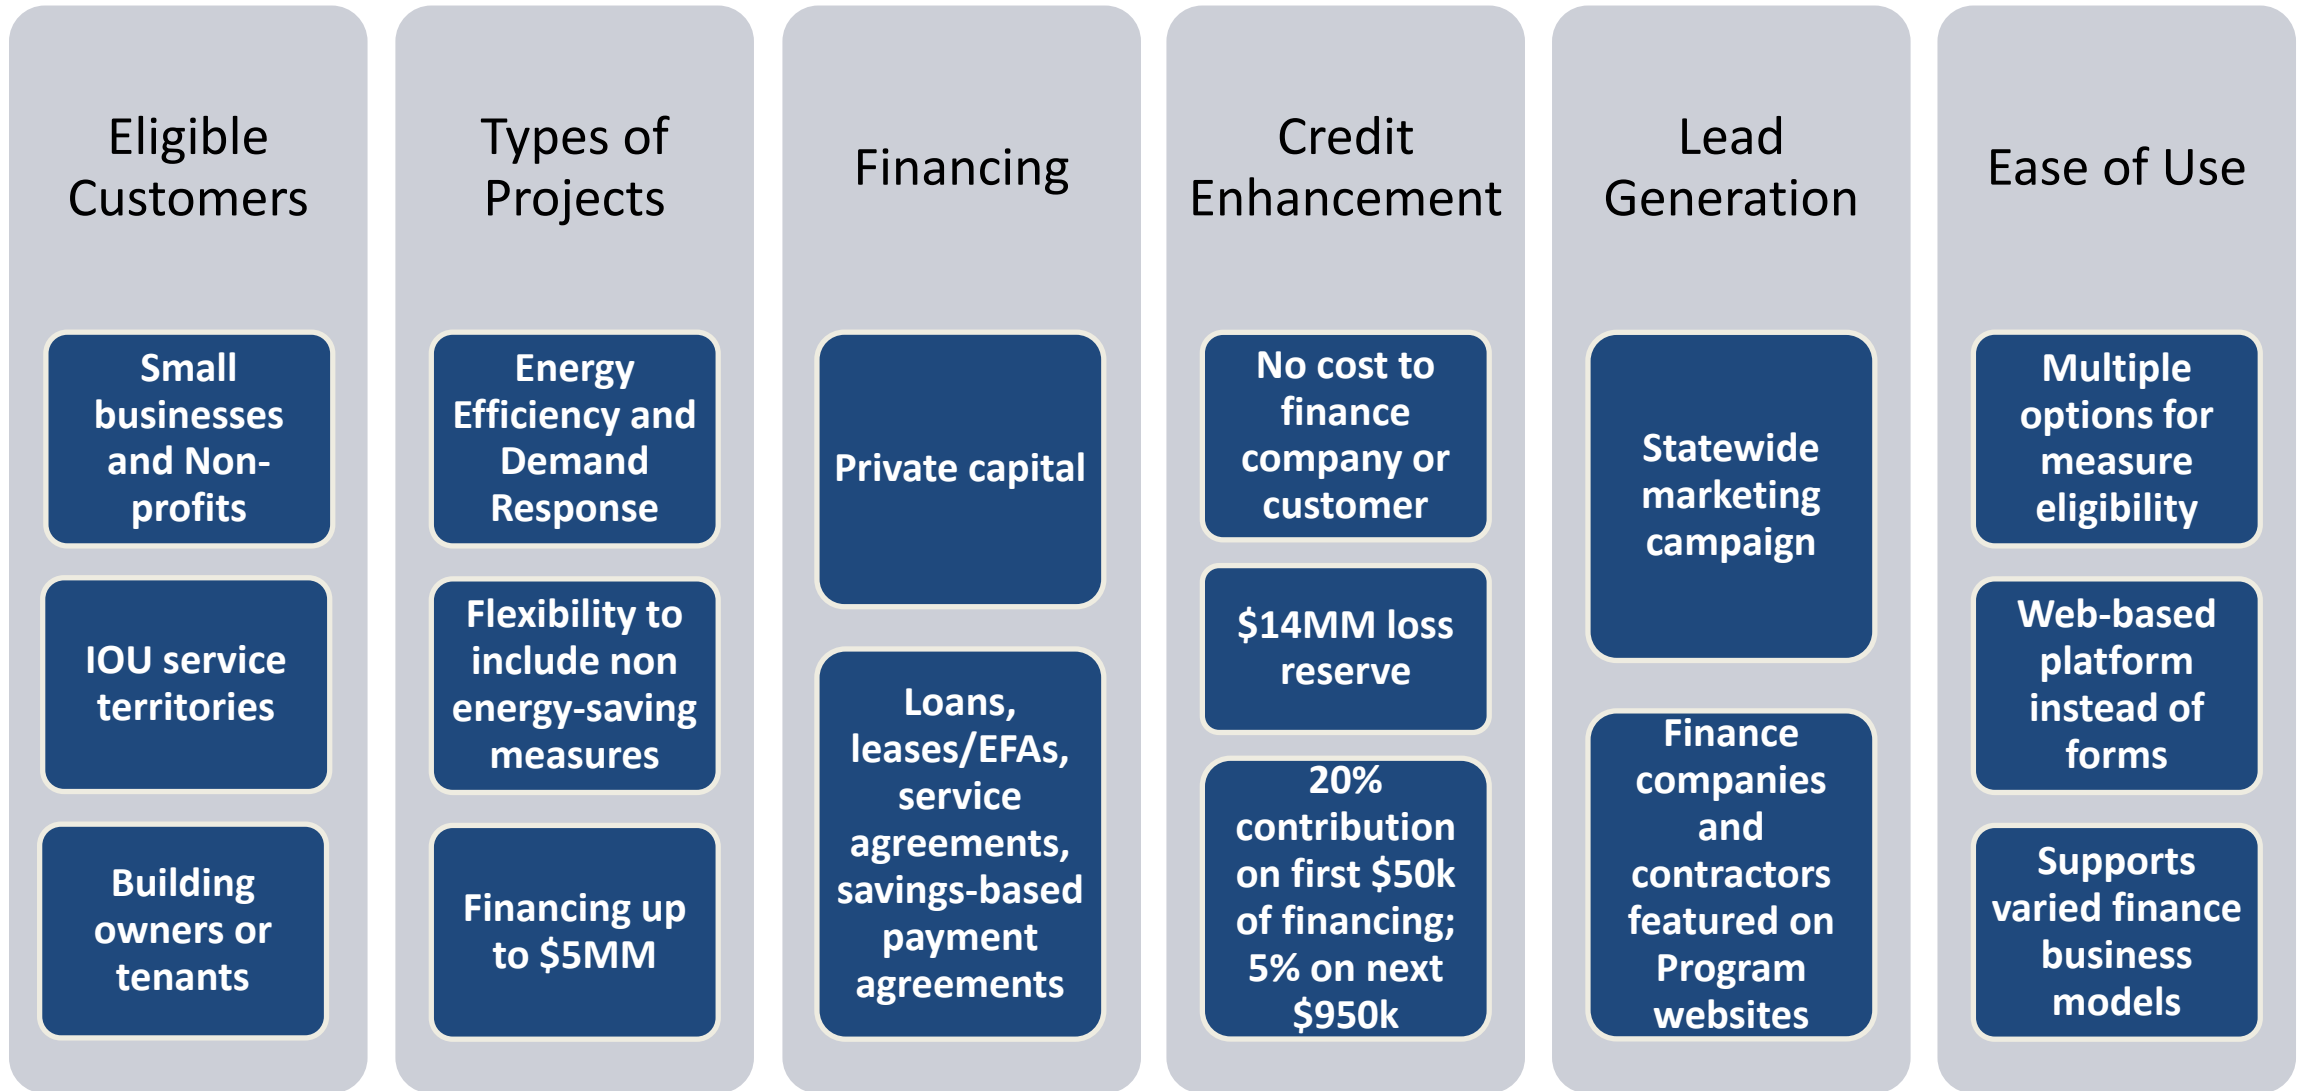 Eligible
Customers
Small
businesses
and Non-
profits
IOU service
territories
Building
owners or
tenants
Types of
Projects
Energy
Efficiency and
Demand
Response
Flexibility to
include non
energy-saving
measures
Financing up
to $5MM
Financing
Private capital
Loans,
leases/EFAs,
service
agreements,
savings-based
payment
agreements
Credit
Enhancement
No cost to
finance
company or
customer
$14MM loss
reserve
20%
contribution
on first $50k
of financing;
5% on next
$950k
Lead
Generation
Statewide
marketing
campaign
Finance
companies
and
contractors
featured on
Program
websites
Ease of Use
Multiple
options for
measure
eligibility
Web-based
platform
instead of
forms
Supports
varied finance
business
models